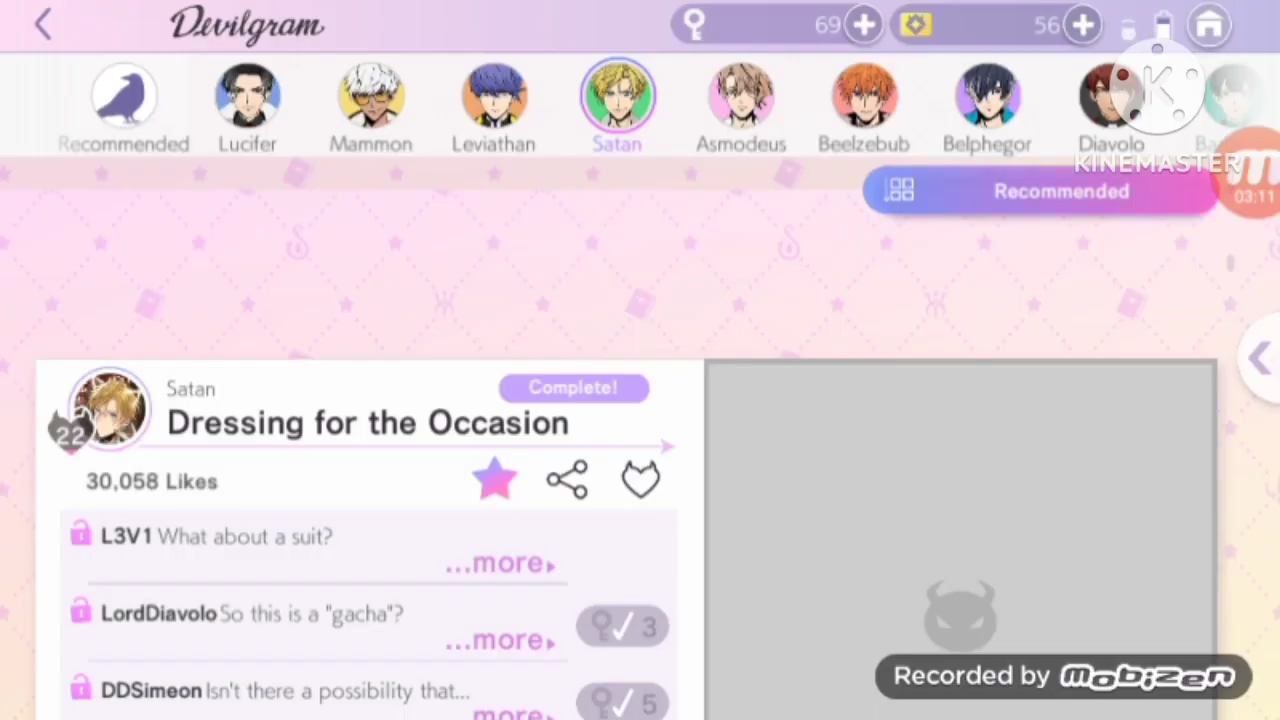 Devilgram
69
56
Recommended
Lucifer
Mammon
Leviathan
Satan
Asmodeus
Beelzebub
Belphegor
Diavolo
Ba
K
KINEMASTER
m
03:11
Recommended
Satan
Complete!
Dressing for the Occasion
22
30,058 Likes
L3V1 What about a suit?
...more
LordDiavolo So this is a "gacha"?
...more
3
DDSimeon Isn't there a possibility that...
...more
5
Recorded by mobizen